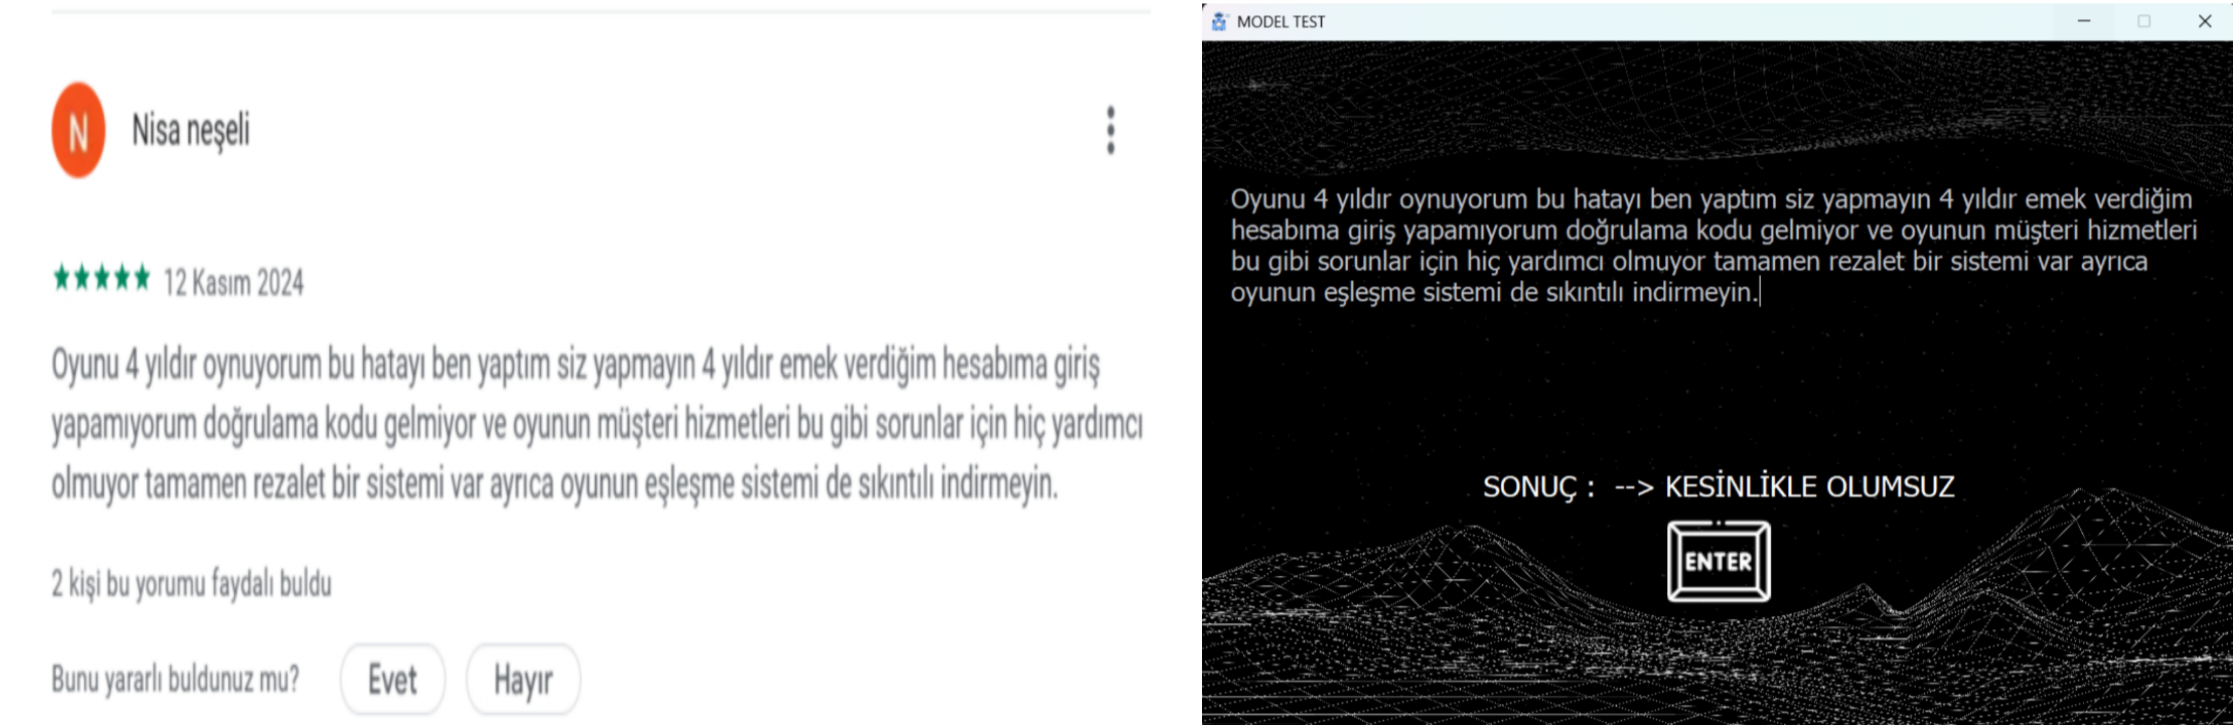 N
Nisa neşeli
12 Kasım 2024
Oyunu 4 yıldır oynuyorum bu hatayı ben yaptım siz yapmayın 4 yıldır emek verdiğim hesabıma giriş
yapamıyorum doğrulama kodu gelmiyor ve oyunun müşteri hizmetleri bu gibi sorunlar için hiç yardımcı
olmuyor tamamen rezalet bir sistemi var ayrıca oyunun eşleşme sistemi de sıkıntılı indirmeyin.
2 kişi bu yorumu faydalı buldu
Bunu yararlı buldunuz mu? Evet Hayır
MODEL TEST
Oyunu 4 yıldır oynuyorum bu hatayı ben yaptım siz yapmayın 4 yıldır emek verdiğim
hesabıma giriş yapamıyorum doğrulama kodu gelmiyor ve oyunun müşteri hizmetleri
bu gibi sorunlar için hiç yardımcı olmuyor tamamen rezalet bir sistemi var ayrıca
oyunun eşleşme sistemi de sıkıntılı indirmeyin.
SONUÇ : --> KESİNLİKLE OLUMSUZ
ENTER